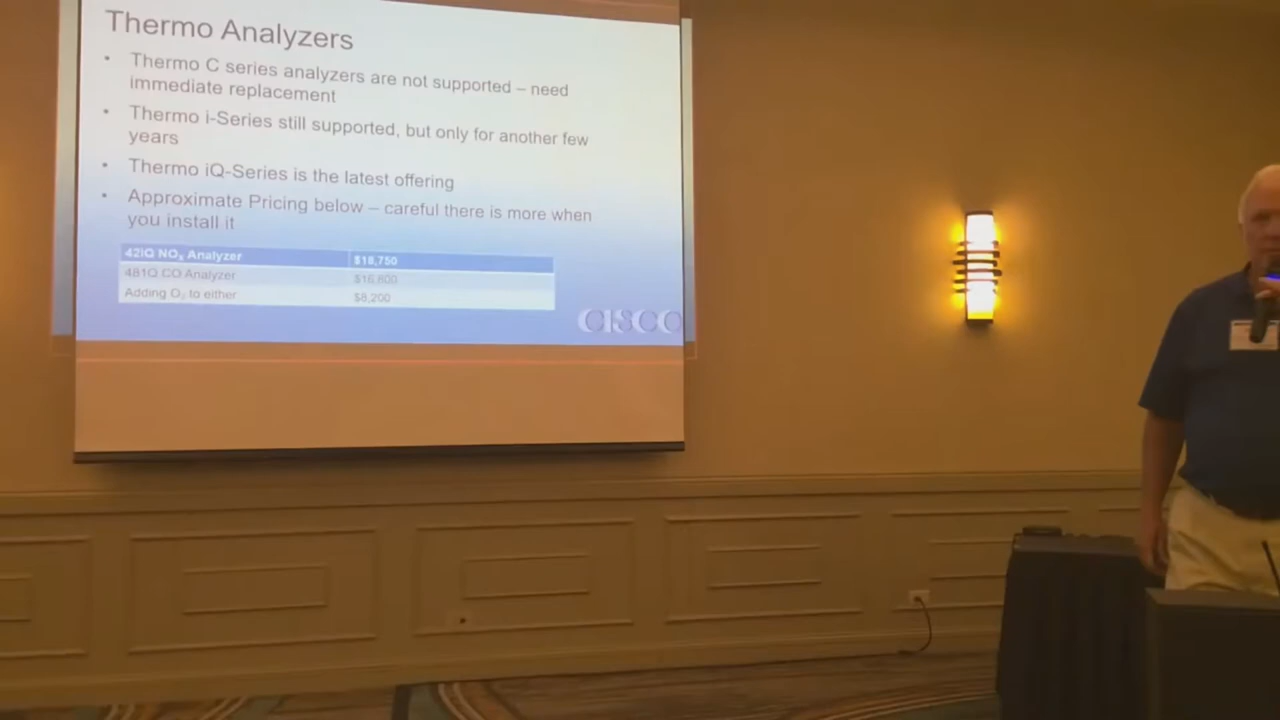 Thermo Analyzers
• Thermo C series analyzers are not supported – need
immediate replacement
• Thermo i-Series still supported, but only for another few
years
• Thermo iQ-Series is the latest offering
• Approximate Pricing below – careful there is more when
you install it
42iQ NOx Analyzer $18,750
48IQ CO Analyzer $16,800
Adding O2 to either $8,200
CISCO